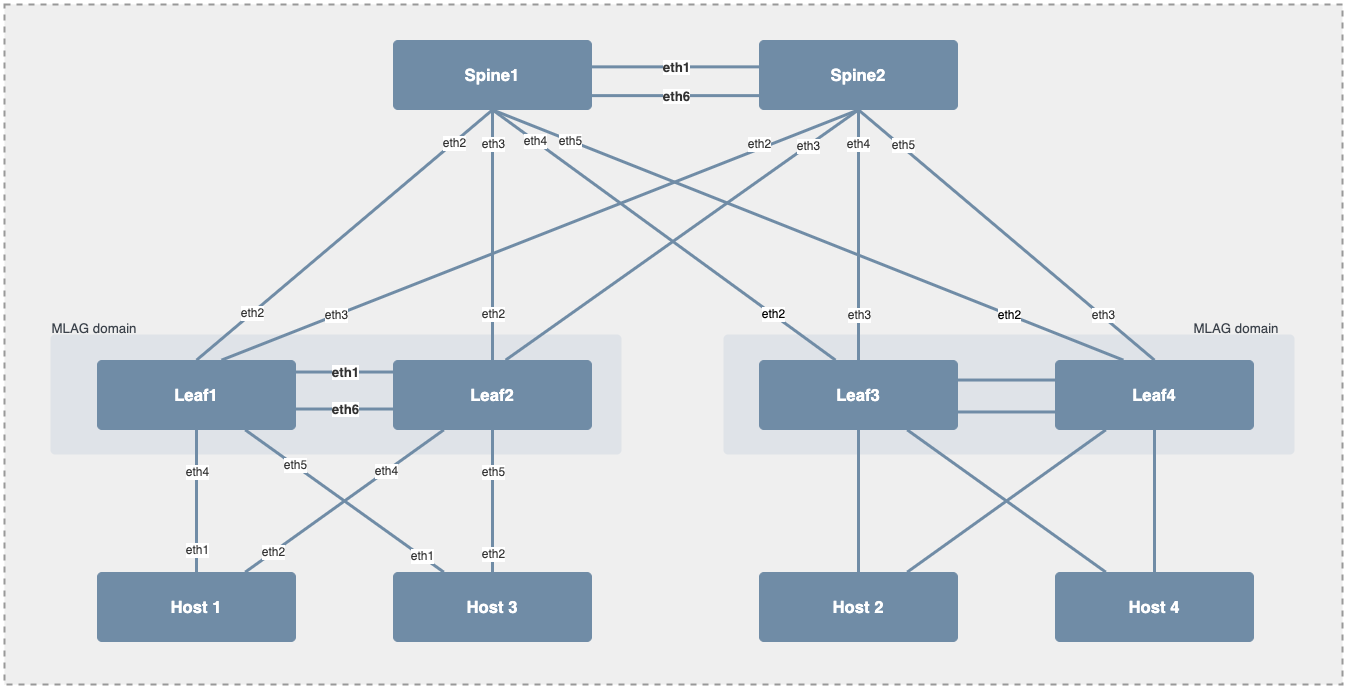 Spine1
eth1
Spine2
eth6
eth2
eth3
eth4
eth5
eth2
eth3
eth4
eth5
eth2
eth3
eth2
eth2
eth3
eth2
eth3
MLAG domain
MLAG domain
Leaf1
eth1
eth6
Leaf2
Leaf3
Leaf4
eth4
eth5
eth4
eth5
eth1
eth2
eth1
eth2
Host 1
Host 3
Host 2
Host 4